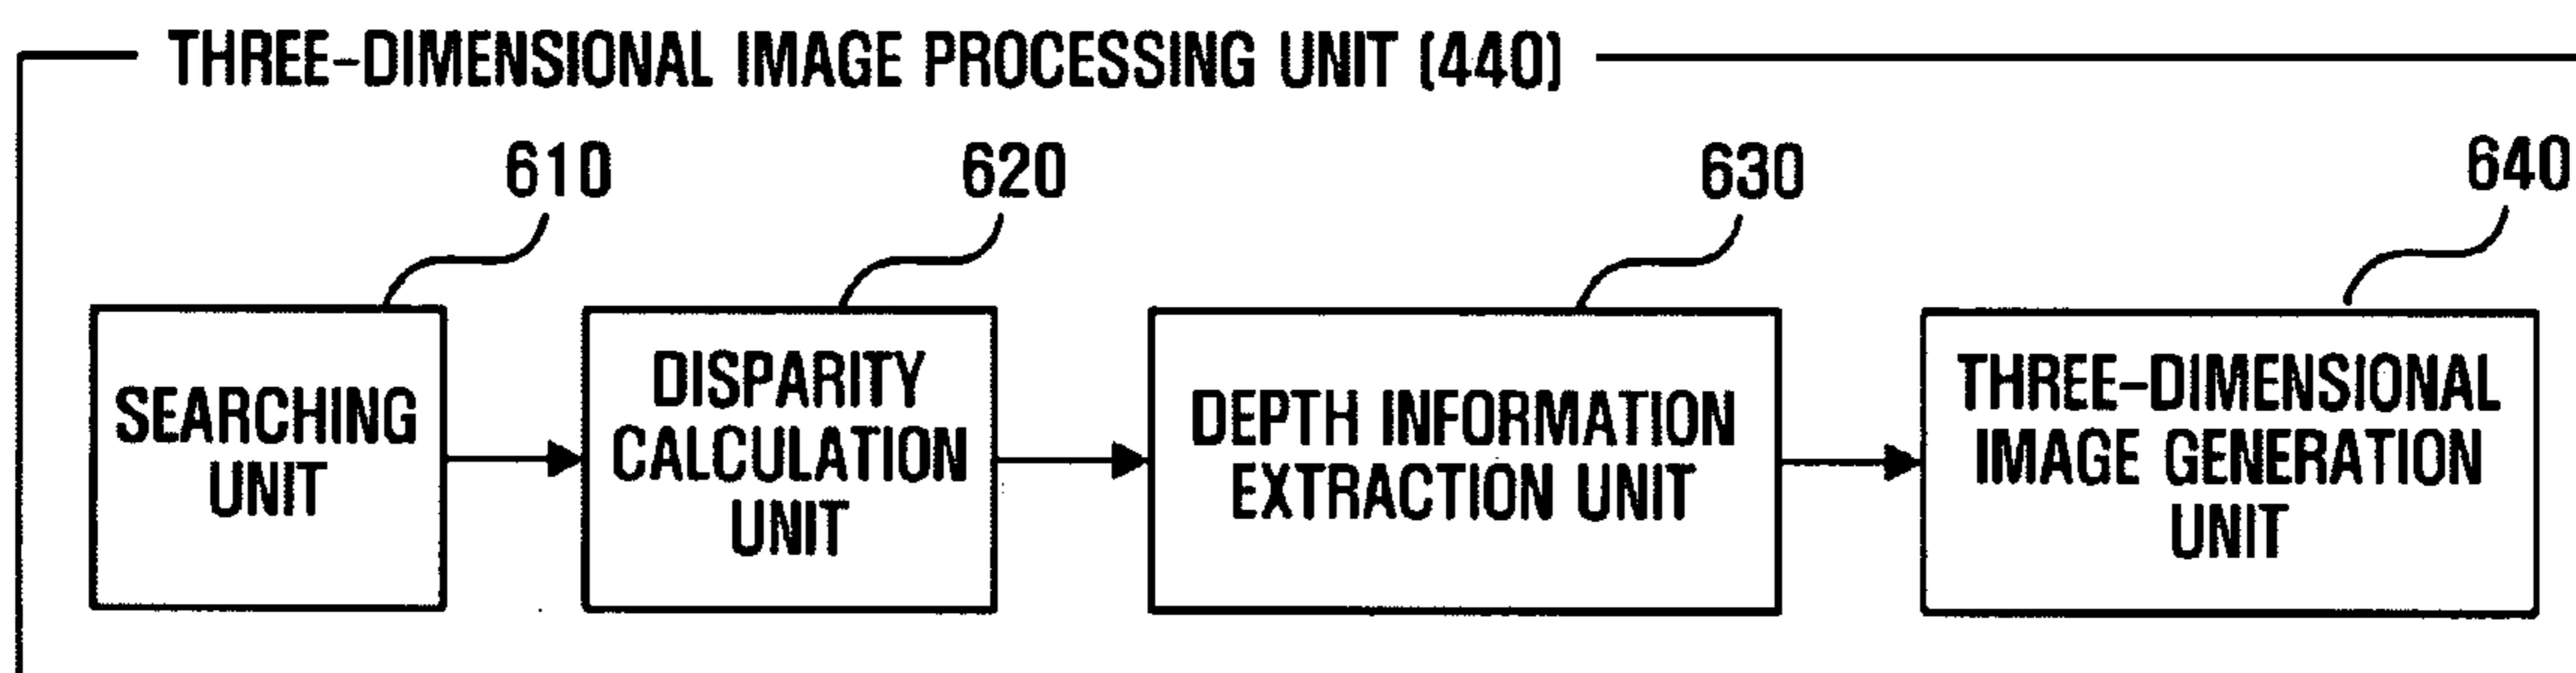 THREE-DIMENSIONAL IMAGE PROCESSING UNIT (440)
610
620
630
640
SEARCHING
UNIT
DISPARITY
CALCULATION
UNIT
DEPTH INFORMATION
EXTRACTION UNIT
THREE-DIMENSIONAL
IMAGE GENERATION
UNIT